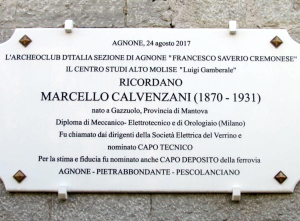 AGNONE, 24 agosto 2017
L'ARCHEOCLUB D'ITALIA SEZIONE DI AGNONE "FRANCESCO SAVERIO CREMONESE"
IL CENTRO STUDI ALTO MOLISE "Luigi Gamberale"
RICORDANO
MARCELLO CALVENZANI (1870 - 1931)
nato a Gazzuolo, Provincia di Mantova
Diploma di Meccanico- Elettrotecnico e di Orologiaio (Milano)
Fu chiamato dai dirigenti della Società Elettrica del Verrino e
nominato CAPO TECNICO
Per la stima e fiducia fu nominato anche CAPO DEPOSITO della ferrovia
AGNONE - PIETRABBONDANTE - PESCOLANCIANO